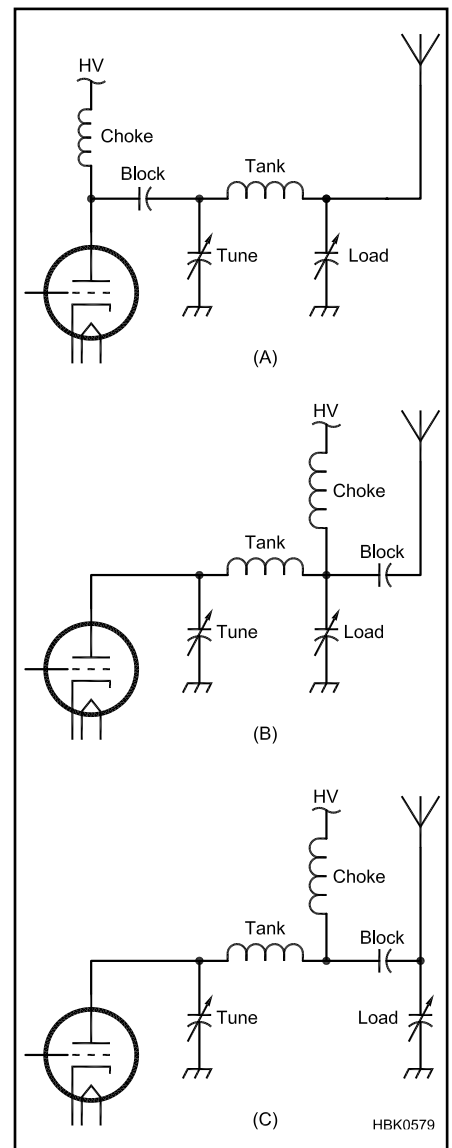 HV
Choke
Block
Tank
Tune
Load
(A)
HV
Choke
Tank
Block
Tune
Load
(B)
HV
Choke
Tank
Block
Tune
Load
(C)
HBK0579